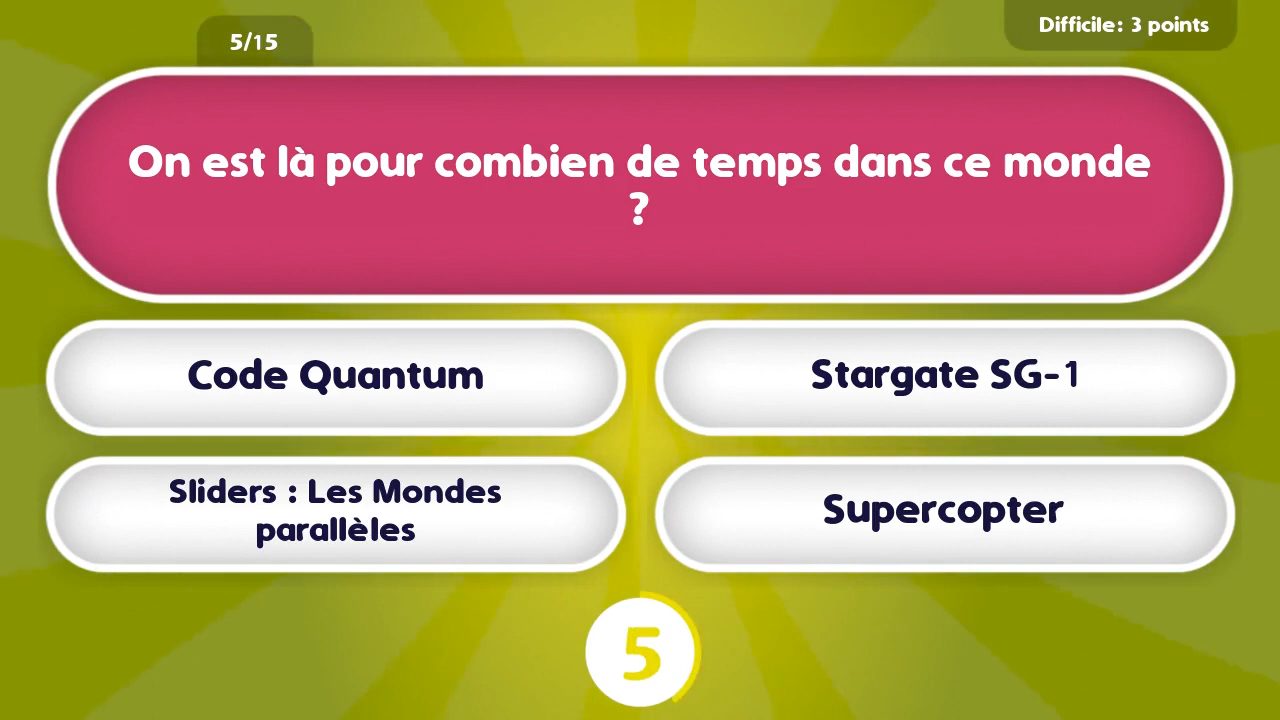 5/15
Difficile: 3 points
On est là pour combien de temps dans ce monde
?
Code Quantum
Stargate SG-1
Sliders : Les Mondes
parallèles
Supercopter
5